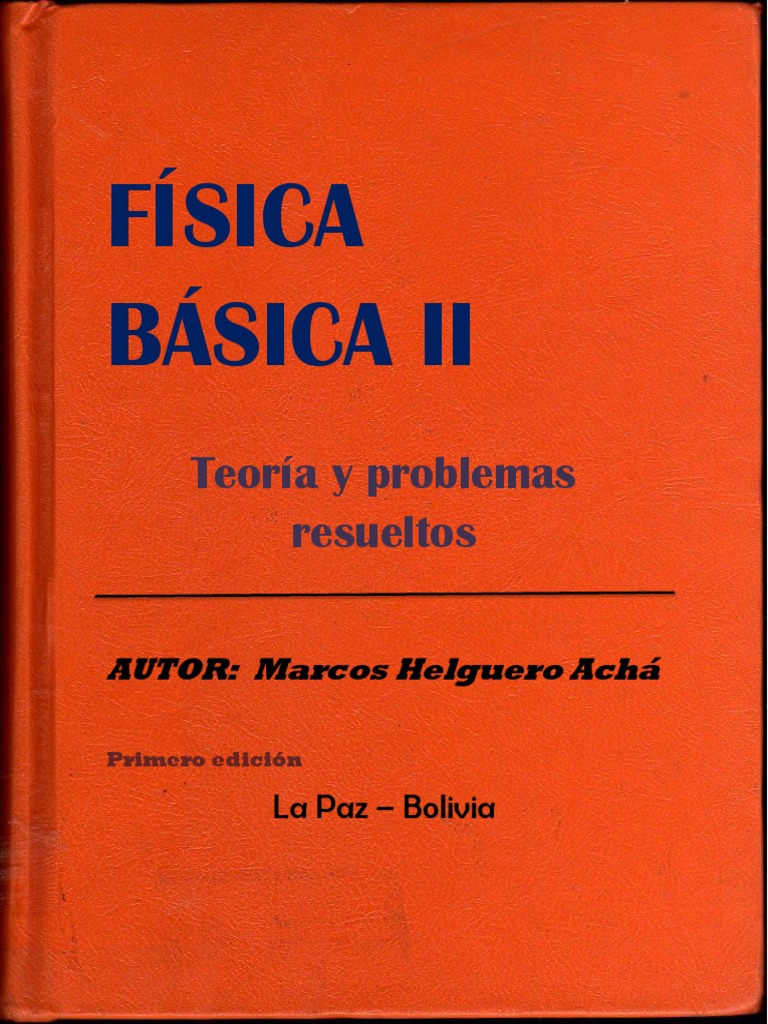 FÍSICA
BÁSICA II
Teoría y problemas
resueltos
AUTOR: Marcos Helguero Achá
Primero edición
La Paz – Bolivia